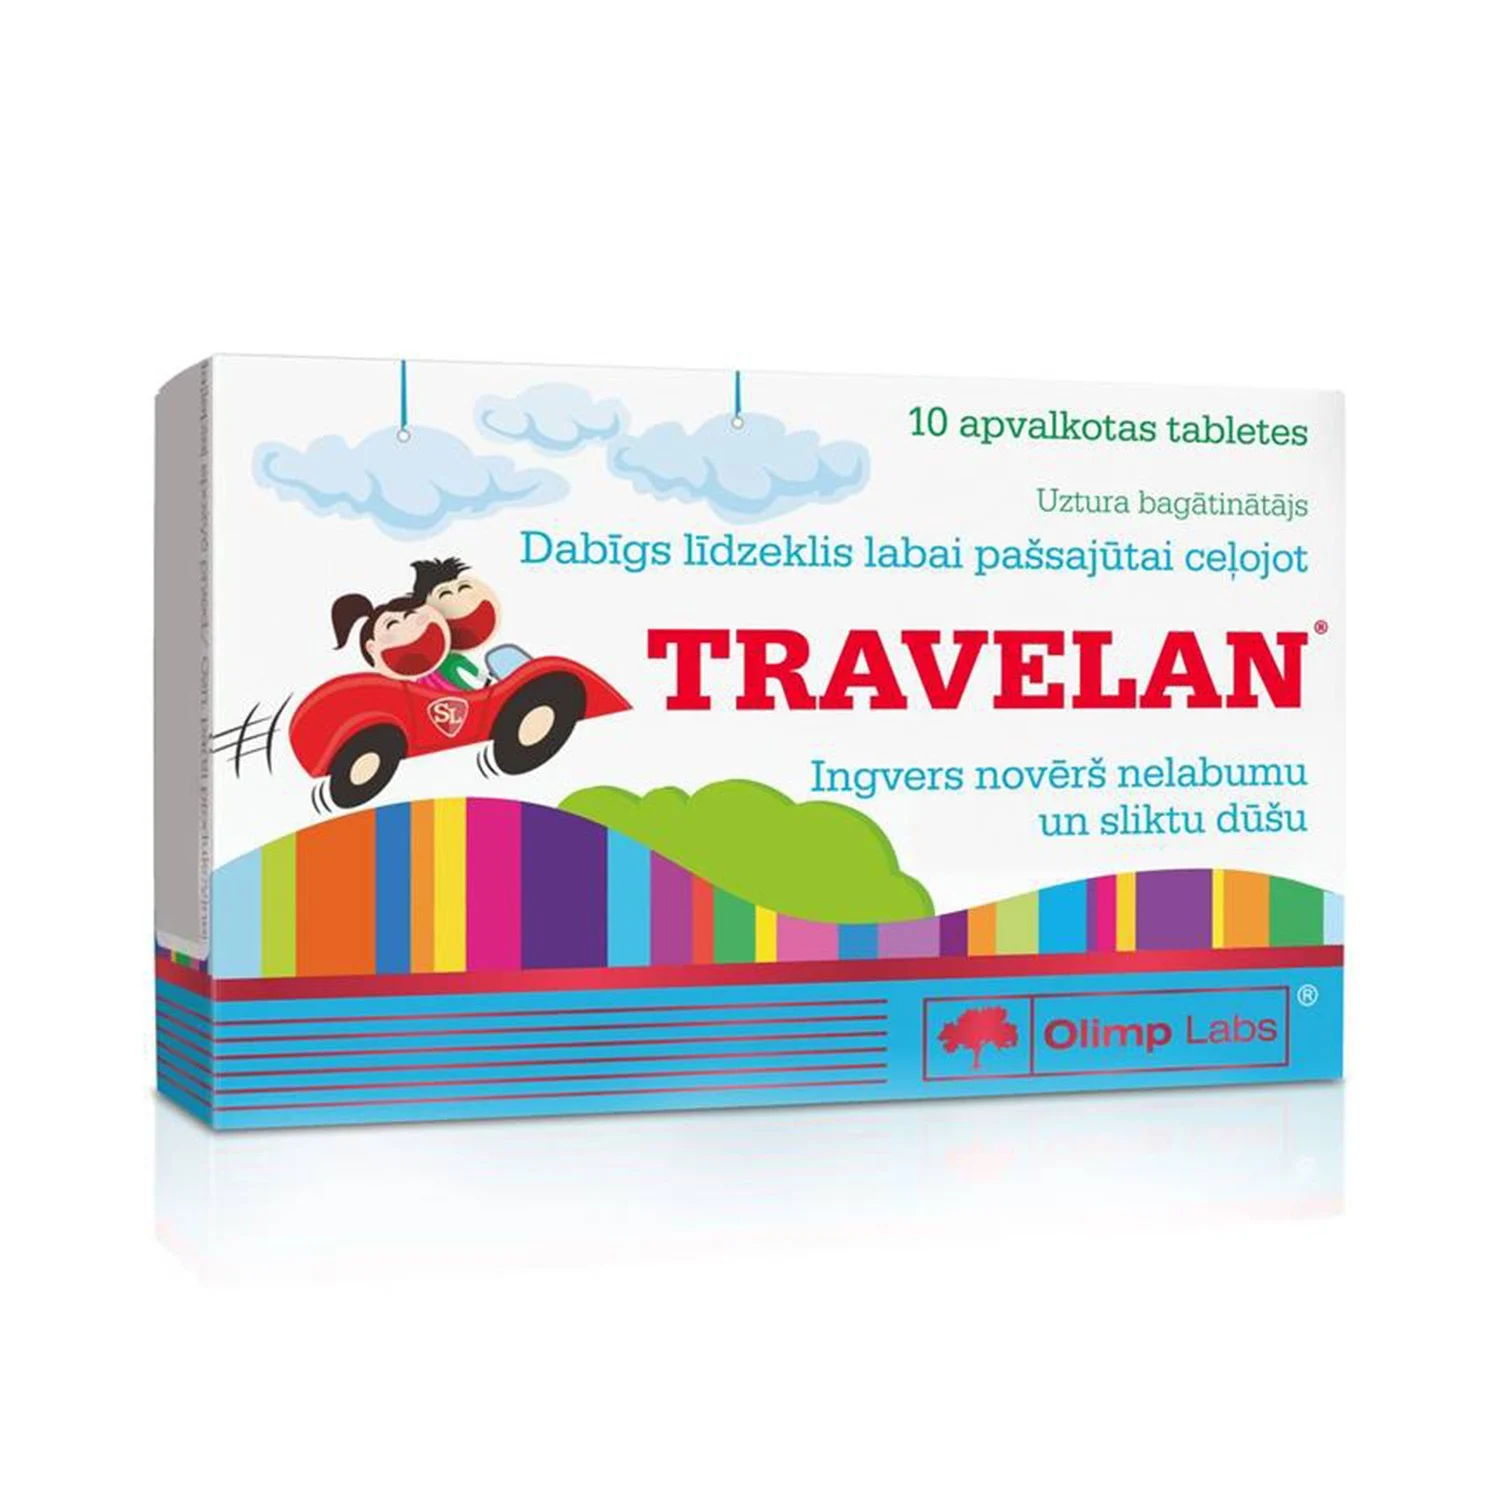 10 apvalkotas tabletes
Uztura bagātinātājs
Dabīgs līdzeklis labai pašsajūtai ceļojot
TRAVELAN®
SL
Ingvers novērš nelabumu
un sliktu dūšu
Olimp Labs ®